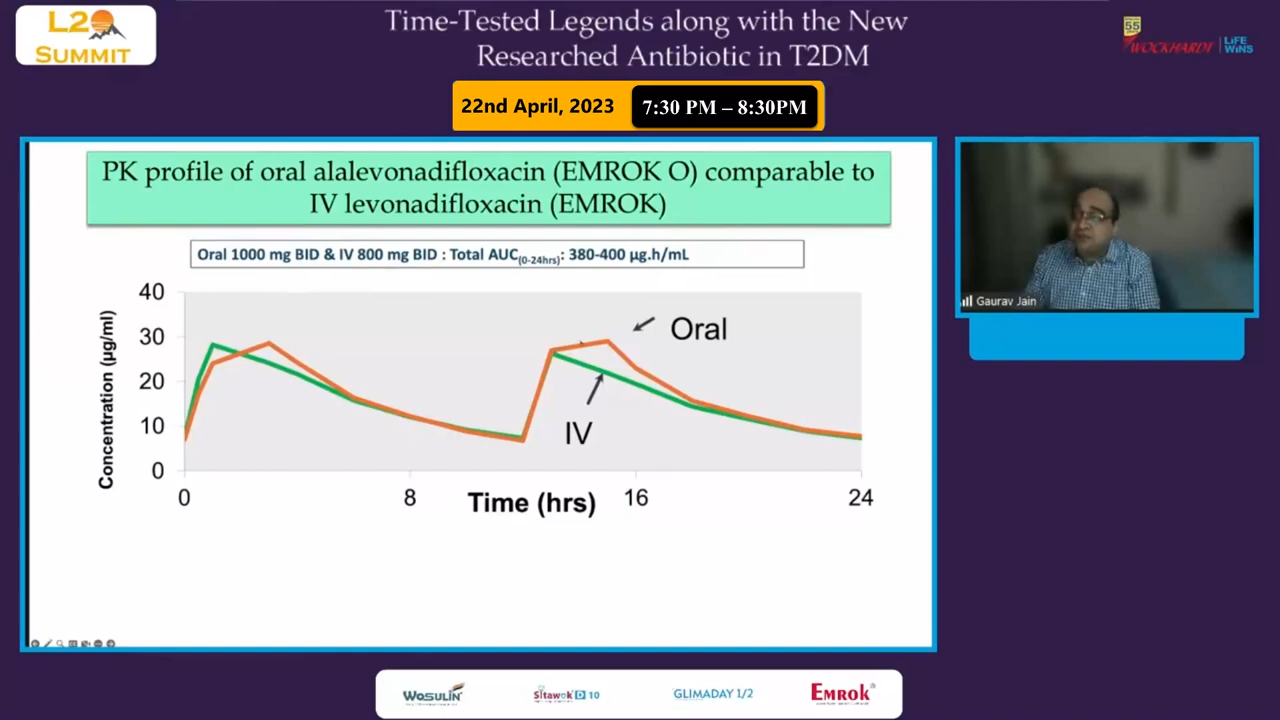 L20
SUMMIT
Time-Tested Legends along with the New
Researched Antibiotic in T2DM
55
WOCKHARDT
LiFE
WiNS
22nd April, 2023
7:30 PM – 8:30PM
PK profile of oral alalevonadifloxacin (EMROK O) comparable to
IV levonadifloxacin (EMROK)
Oral 1000 mg BID & IV 800 mg BID : Total AUC(0-24hrs): 380-400 µg.h/mL
Concentration (µg/ml)
40
30
20
10
0
Oral
IV
0
8
16
24
Time (hrs)
Gaurav Jain
WOSULIN
Sitawok D 10
GLIMADAY 1/2
EMROK